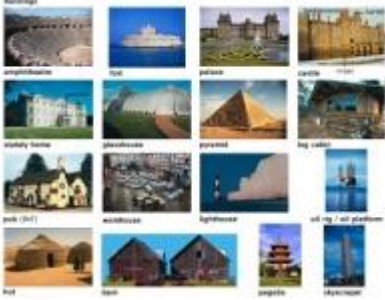 amphitheatre fort palace castle
stately home glasshouse pyramid log cabin
pub (inn) warehouse lighthouse oil rig / oil platform
hut barn pagoda skyscraper